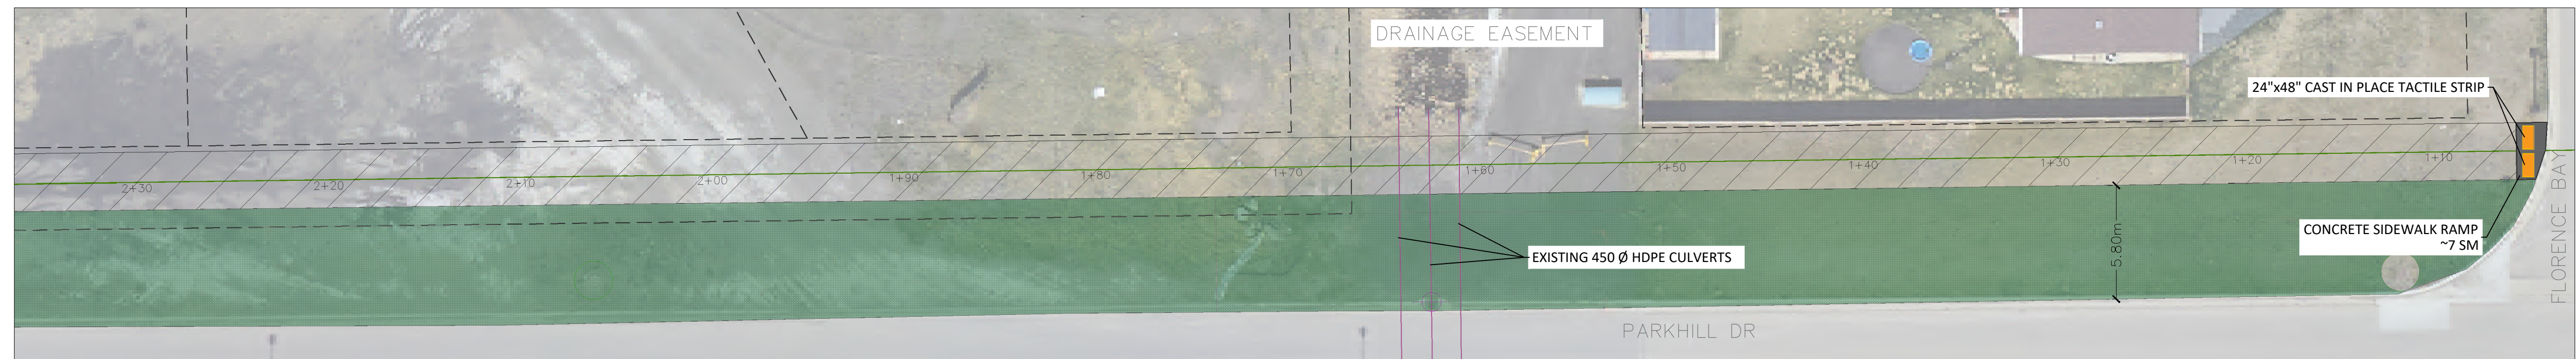 DRAINAGE EASEMENT
24"x48" CAST IN PLACE TACTILE STRIP
2+30
2+20
2+10
2+00
1+90
1+80
1+70
1+60
1+50
1+40
1+30
1+20
1+10
CONCRETE SIDEWALK RAMP
~7 SM
5.80m
EXISTING 450 Ø HDPE CULVERTS
PARKHILL DR
FLORENCE BAY